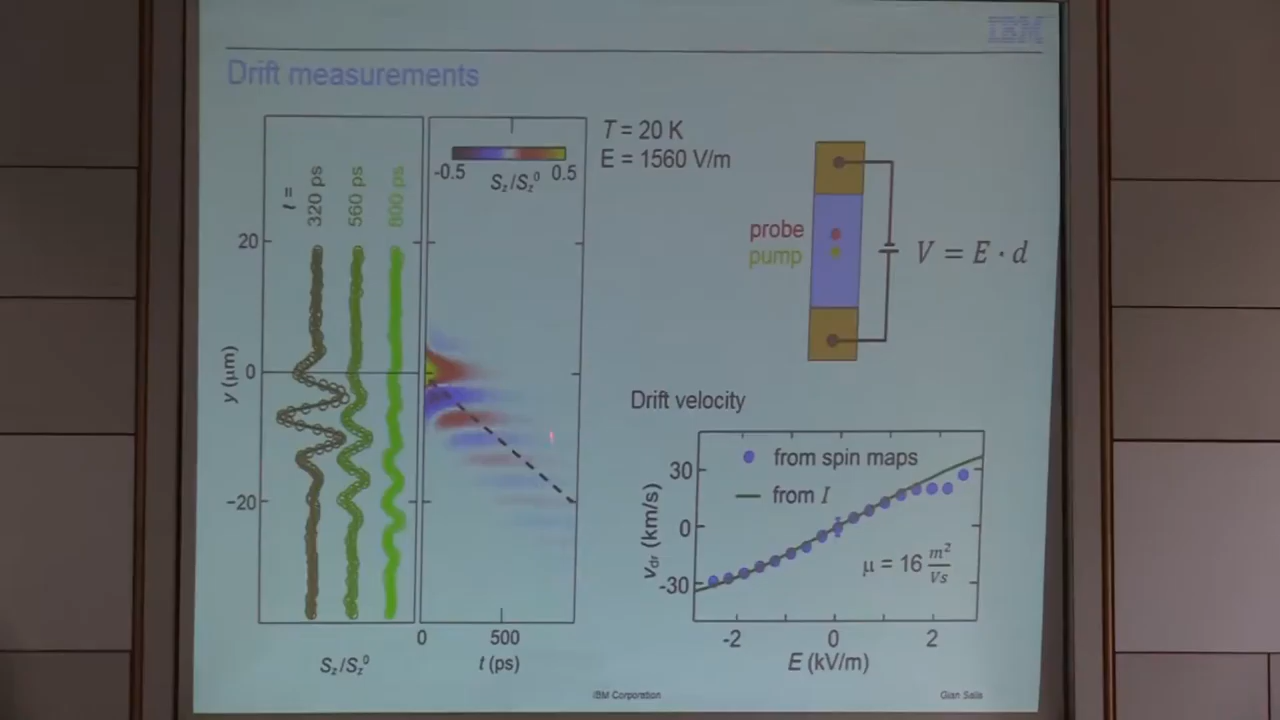 IBM
Drift measurements
t =
320 ps
560 ps
800 ps
20
0
-20
y (μm)
S_z/S_z^0
-0.5
0.5
S_z/S_z^0
0
500
t (ps)
T = 20 K
E = 1560 V/m
probe
pump
V = E · d
Drift velocity
from spin maps
from I
30
0
-30
v_dr (km/s)
μ = 16 m²/Vs
-2
0
2
E (kV/m)
IBM Corporation
Gian Salis